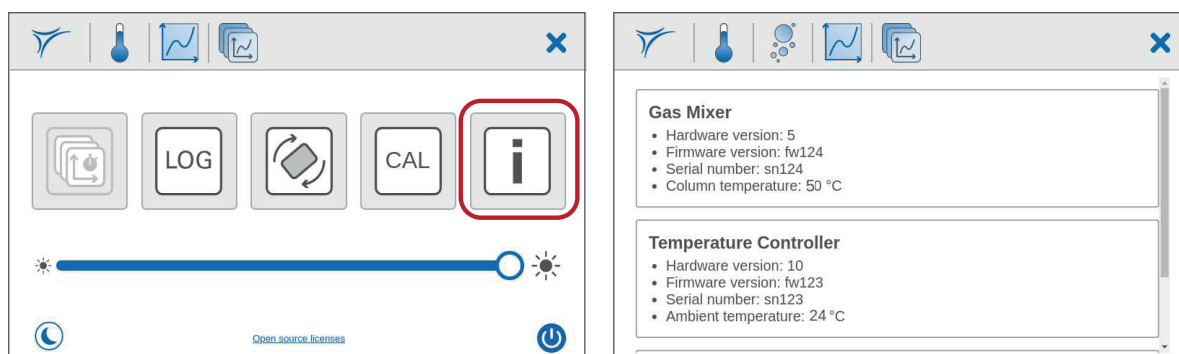 LOG
CAL
i
Open source licenses
Gas Mixer
• Hardware version: 5
• Firmware version: fw124
• Serial number: sn124
• Column temperature: 50 °C
Temperature Controller
• Hardware version: 10
• Firmware version: fw123
• Serial number: sn123
• Ambient temperature: 24 °C